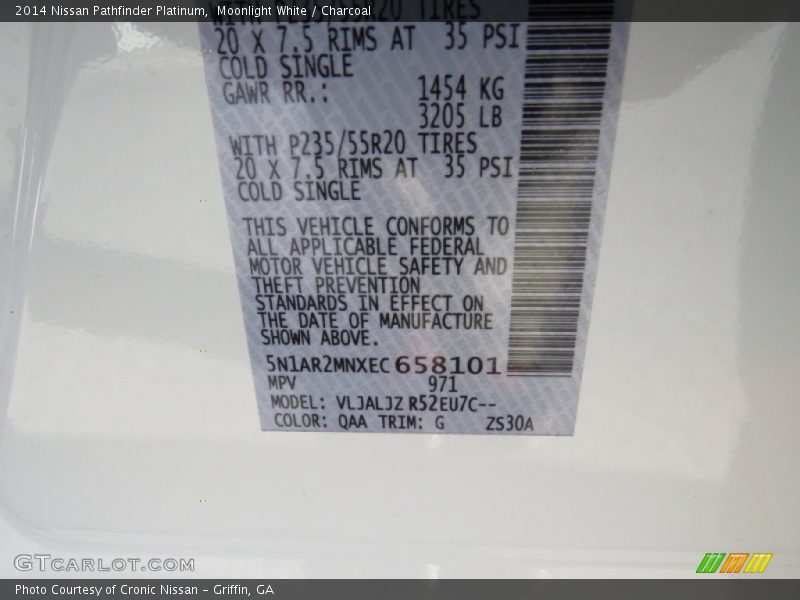 2014 Nissan Pathfinder Platinum, Moonlight White / Charcoal
WITH P235/55R20 TIRES
20 X 7.5 RIMS AT 35 PSI
COLD SINGLE
GAWR RR.: 1454 KG
3205 LB
WITH P235/55R20 TIRES
20 X 7.5 RIMS AT 35 PSI
COLD SINGLE
THIS VEHICLE CONFORMS TO
ALL APPLICABLE FEDERAL
MOTOR VEHICLE SAFETY AND
THEFT PREVENTION
STANDARDS IN EFFECT ON
THE DATE OF MANUFACTURE
SHOWN ABOVE.
5N1AR2MNXEC658101
MPV 971
MODEL: VLJALJZ R52EU7C--
COLOR: QAA TRIM: G ZS30A
GTCARLOT.COM
Photo Courtesy of Cronic Nissan - Griffin, GA